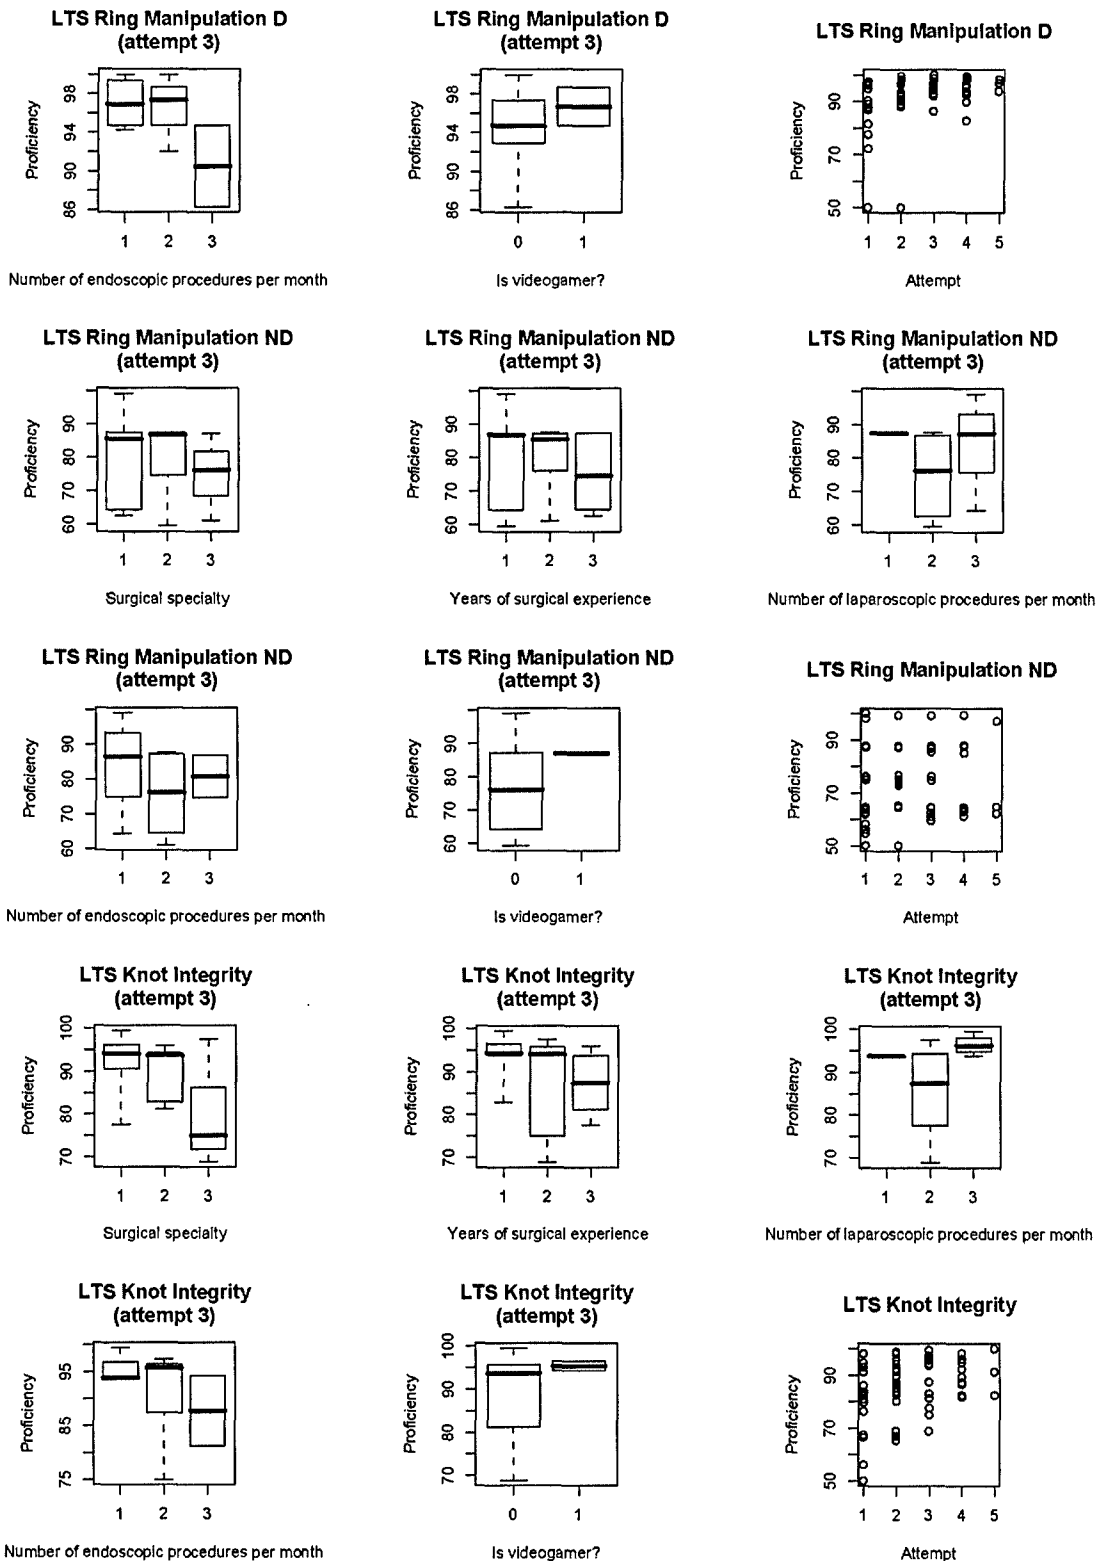 LTS Ring Manipulation D
(attempt 3)
Proficiency
98
94
90
86
1 2 3
Number of endoscopic procedures per month
LTS Ring Manipulation D
(attempt 3)
Proficiency
98
94
90
86
0 1
Is videogamer?
LTS Ring Manipulation D
Proficiency
90
70
50
1 2 3 4 5
Attempt
LTS Ring Manipulation ND
(attempt 3)
Proficiency
90
80
70
60
1 2 3
Surgical specialty
LTS Ring Manipulation ND
(attempt 3)
Proficiency
90
80
70
60
1 2 3
Years of surgical experience
LTS Ring Manipulation ND
(attempt 3)
Proficiency
90
80
70
60
1 2 3
Number of laparoscopic procedures per month
LTS Ring Manipulation ND
(attempt 3)
Proficiency
90
80
70
60
1 2 3
Number of endoscopic procedures per month
LTS Ring Manipulation ND
(attempt 3)
Proficiency
90
80
70
60
0 1
Is videogamer?
LTS Ring Manipulation ND
Proficiency
90
70
50
1 2 3 4 5
Attempt
LTS Knot Integrity
(attempt 3)
Proficiency
100
90
80
70
1 2 3
Surgical specialty
LTS Knot Integrity
(attempt 3)
Proficiency
100
90
80
70
1 2 3
Years of surgical experience
LTS Knot Integrity
(attempt 3)
Proficiency
100
90
80
70
1 2 3
Number of laparoscopic procedures per month
LTS Knot Integrity
(attempt 3)
Proficiency
95
85
75
1 2 3
Number of endoscopic procedures per month
LTS Knot Integrity
(attempt 3)
Proficiency
100
90
80
70
0 1
Is videogamer?
LTS Knot Integrity
Proficiency
90
70
50
1 2 3 4 5
Attempt